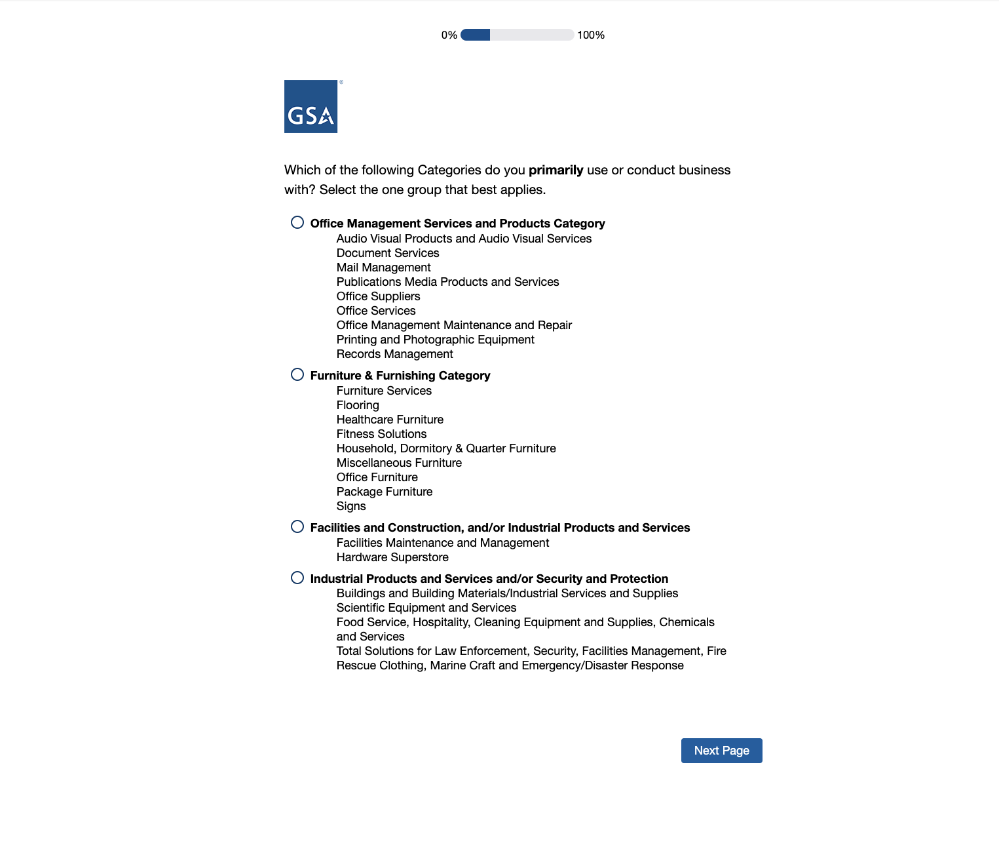 0% 100%
®
GSA
Which of the following Categories do you primarily use or conduct business
with? Select the one group that best applies.
Office Management Services and Products Category
Audio Visual Products and Audio Visual Services
Document Services
Mail Management
Publications Media Products and Services
Office Suppliers
Office Services
Office Management Maintenance and Repair
Printing and Photographic Equipment
Records Management
Furniture & Furnishing Category
Furniture Services
Flooring
Healthcare Furniture
Fitness Solutions
Household, Dormitory & Quarter Furniture
Miscellaneous Furniture
Office Furniture
Package Furniture
Signs
Facilities and Construction, and/or Industrial Products and Services
Facilities Maintenance and Management
Hardware Superstore
Industrial Products and Services and/or Security and Protection
Buildings and Building Materials/Industrial Services and Supplies
Scientific Equipment and Services
Food Service, Hospitality, Cleaning Equipment and Supplies, Chemicals
and Services
Total Solutions for Law Enforcement, Security, Facilities Management, Fire
Rescue Clothing, Marine Craft and Emergency/Disaster Response
Next Page